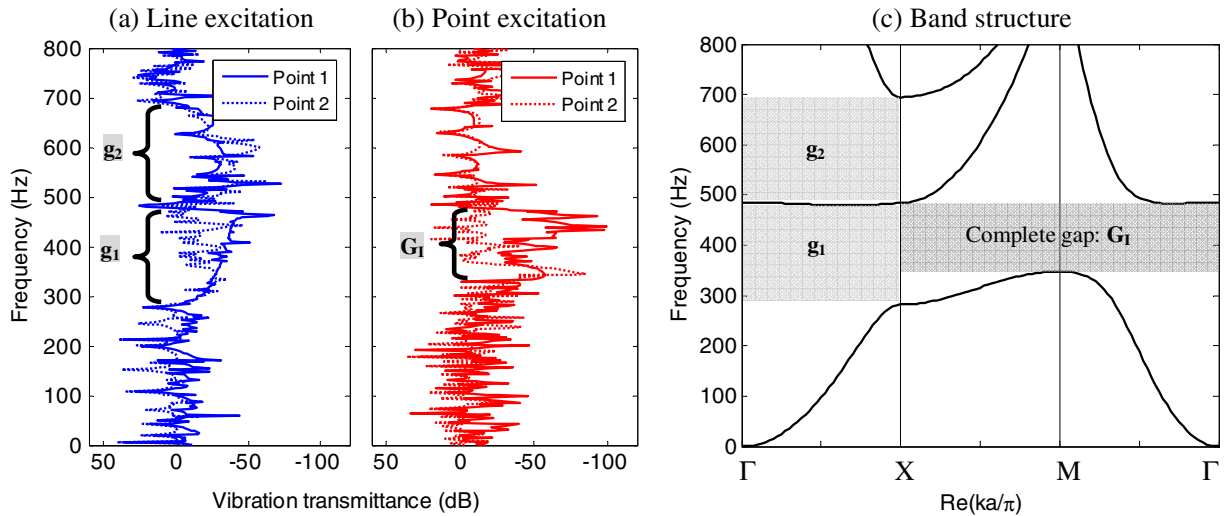 (a) Line excitation
(b) Point excitation
(c) Band structure
800
700
600
500
400
300
200
100
0
Frequency (Hz)
50
0
-50
-100
Point 1
Point 2
g2
g1
50
0
-50
-100
Point 1
Point 2
GI
Vibration transmittance (dB)
800
700
600
500
400
300
200
100
0
Frequency (Hz)
g2
g1
Complete gap: GI
Γ
X
M
Γ
Re(ka/π)